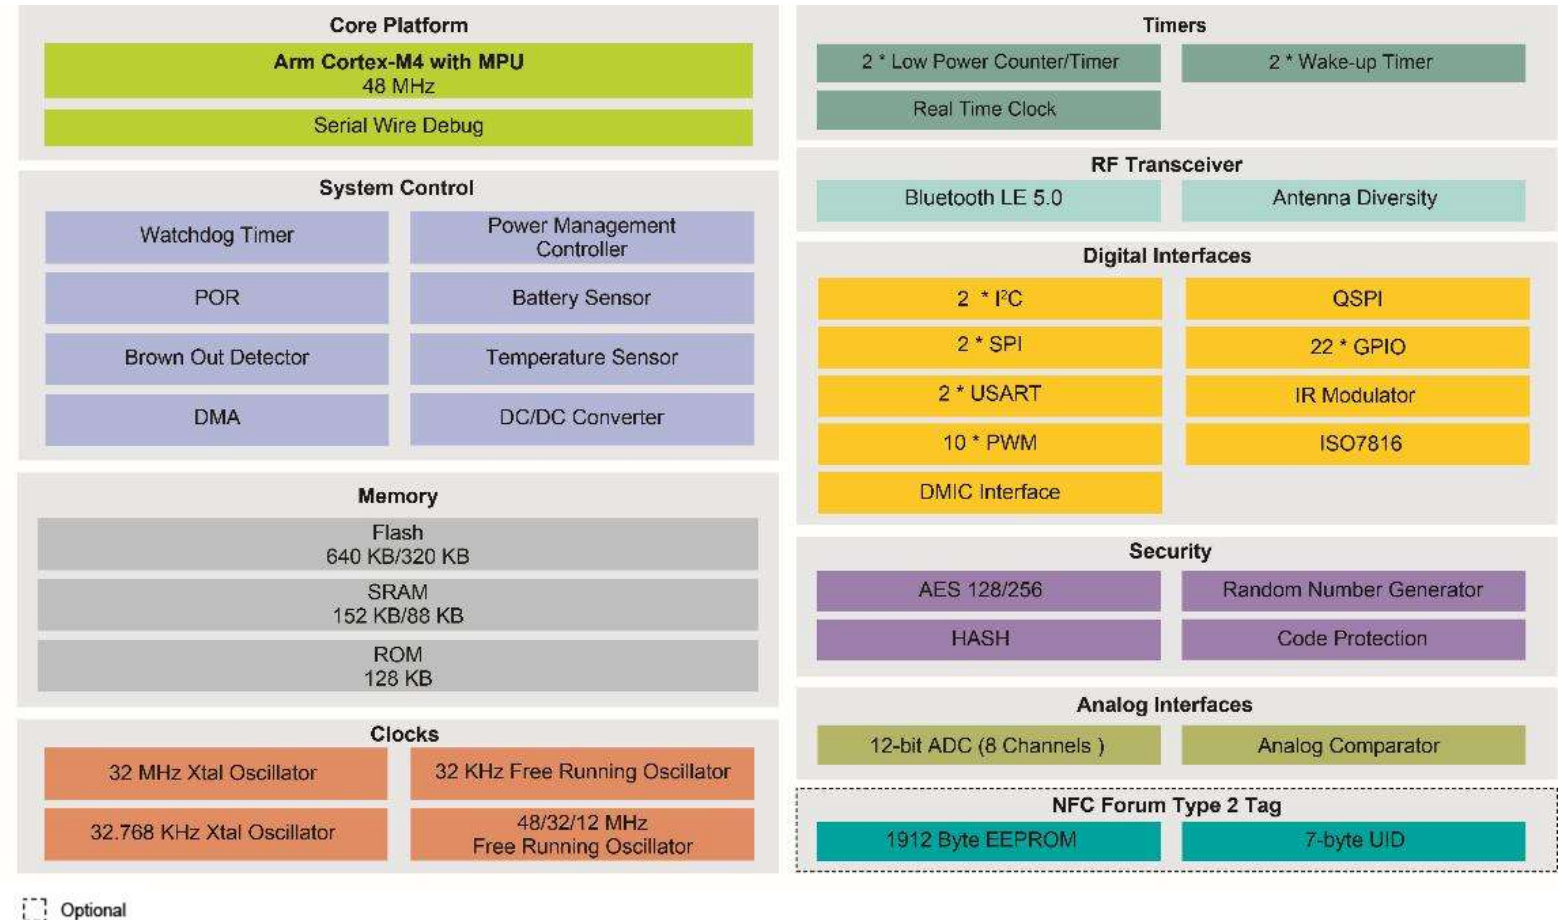 Core Platform
Arm Cortex-M4 with MPU
48 MHz
Serial Wire Debug
System Control
Watchdog Timer
Power Management
Controller
POR
Battery Sensor
Brown Out Detector
Temperature Sensor
DMA
DC/DC Converter
Memory
Flash
640 KB/320 KB
SRAM
152 KB/88 KB
ROM
128 KB
Clocks
32 MHz Xtal Oscillator
32 KHz Free Running Oscillator
32.768 KHz Xtal Oscillator
48/32/12 MHz
Free Running Oscillator
Timers
2 * Low Power Counter/Timer
2 * Wake-up Timer
Real Time Clock
RF Transceiver
Bluetooth LE 5.0
Antenna Diversity
Digital Interfaces
2 * I²C
QSPI
2 * SPI
22 * GPIO
2 * USART
IR Modulator
10 * PWM
ISO7816
DMIC Interface
Security
AES 128/256
Random Number Generator
HASH
Code Protection
Analog Interfaces
12-bit ADC (8 Channels )
Analog Comparator
NFC Forum Type 2 Tag
1912 Byte EEPROM
7-byte UID
Optional